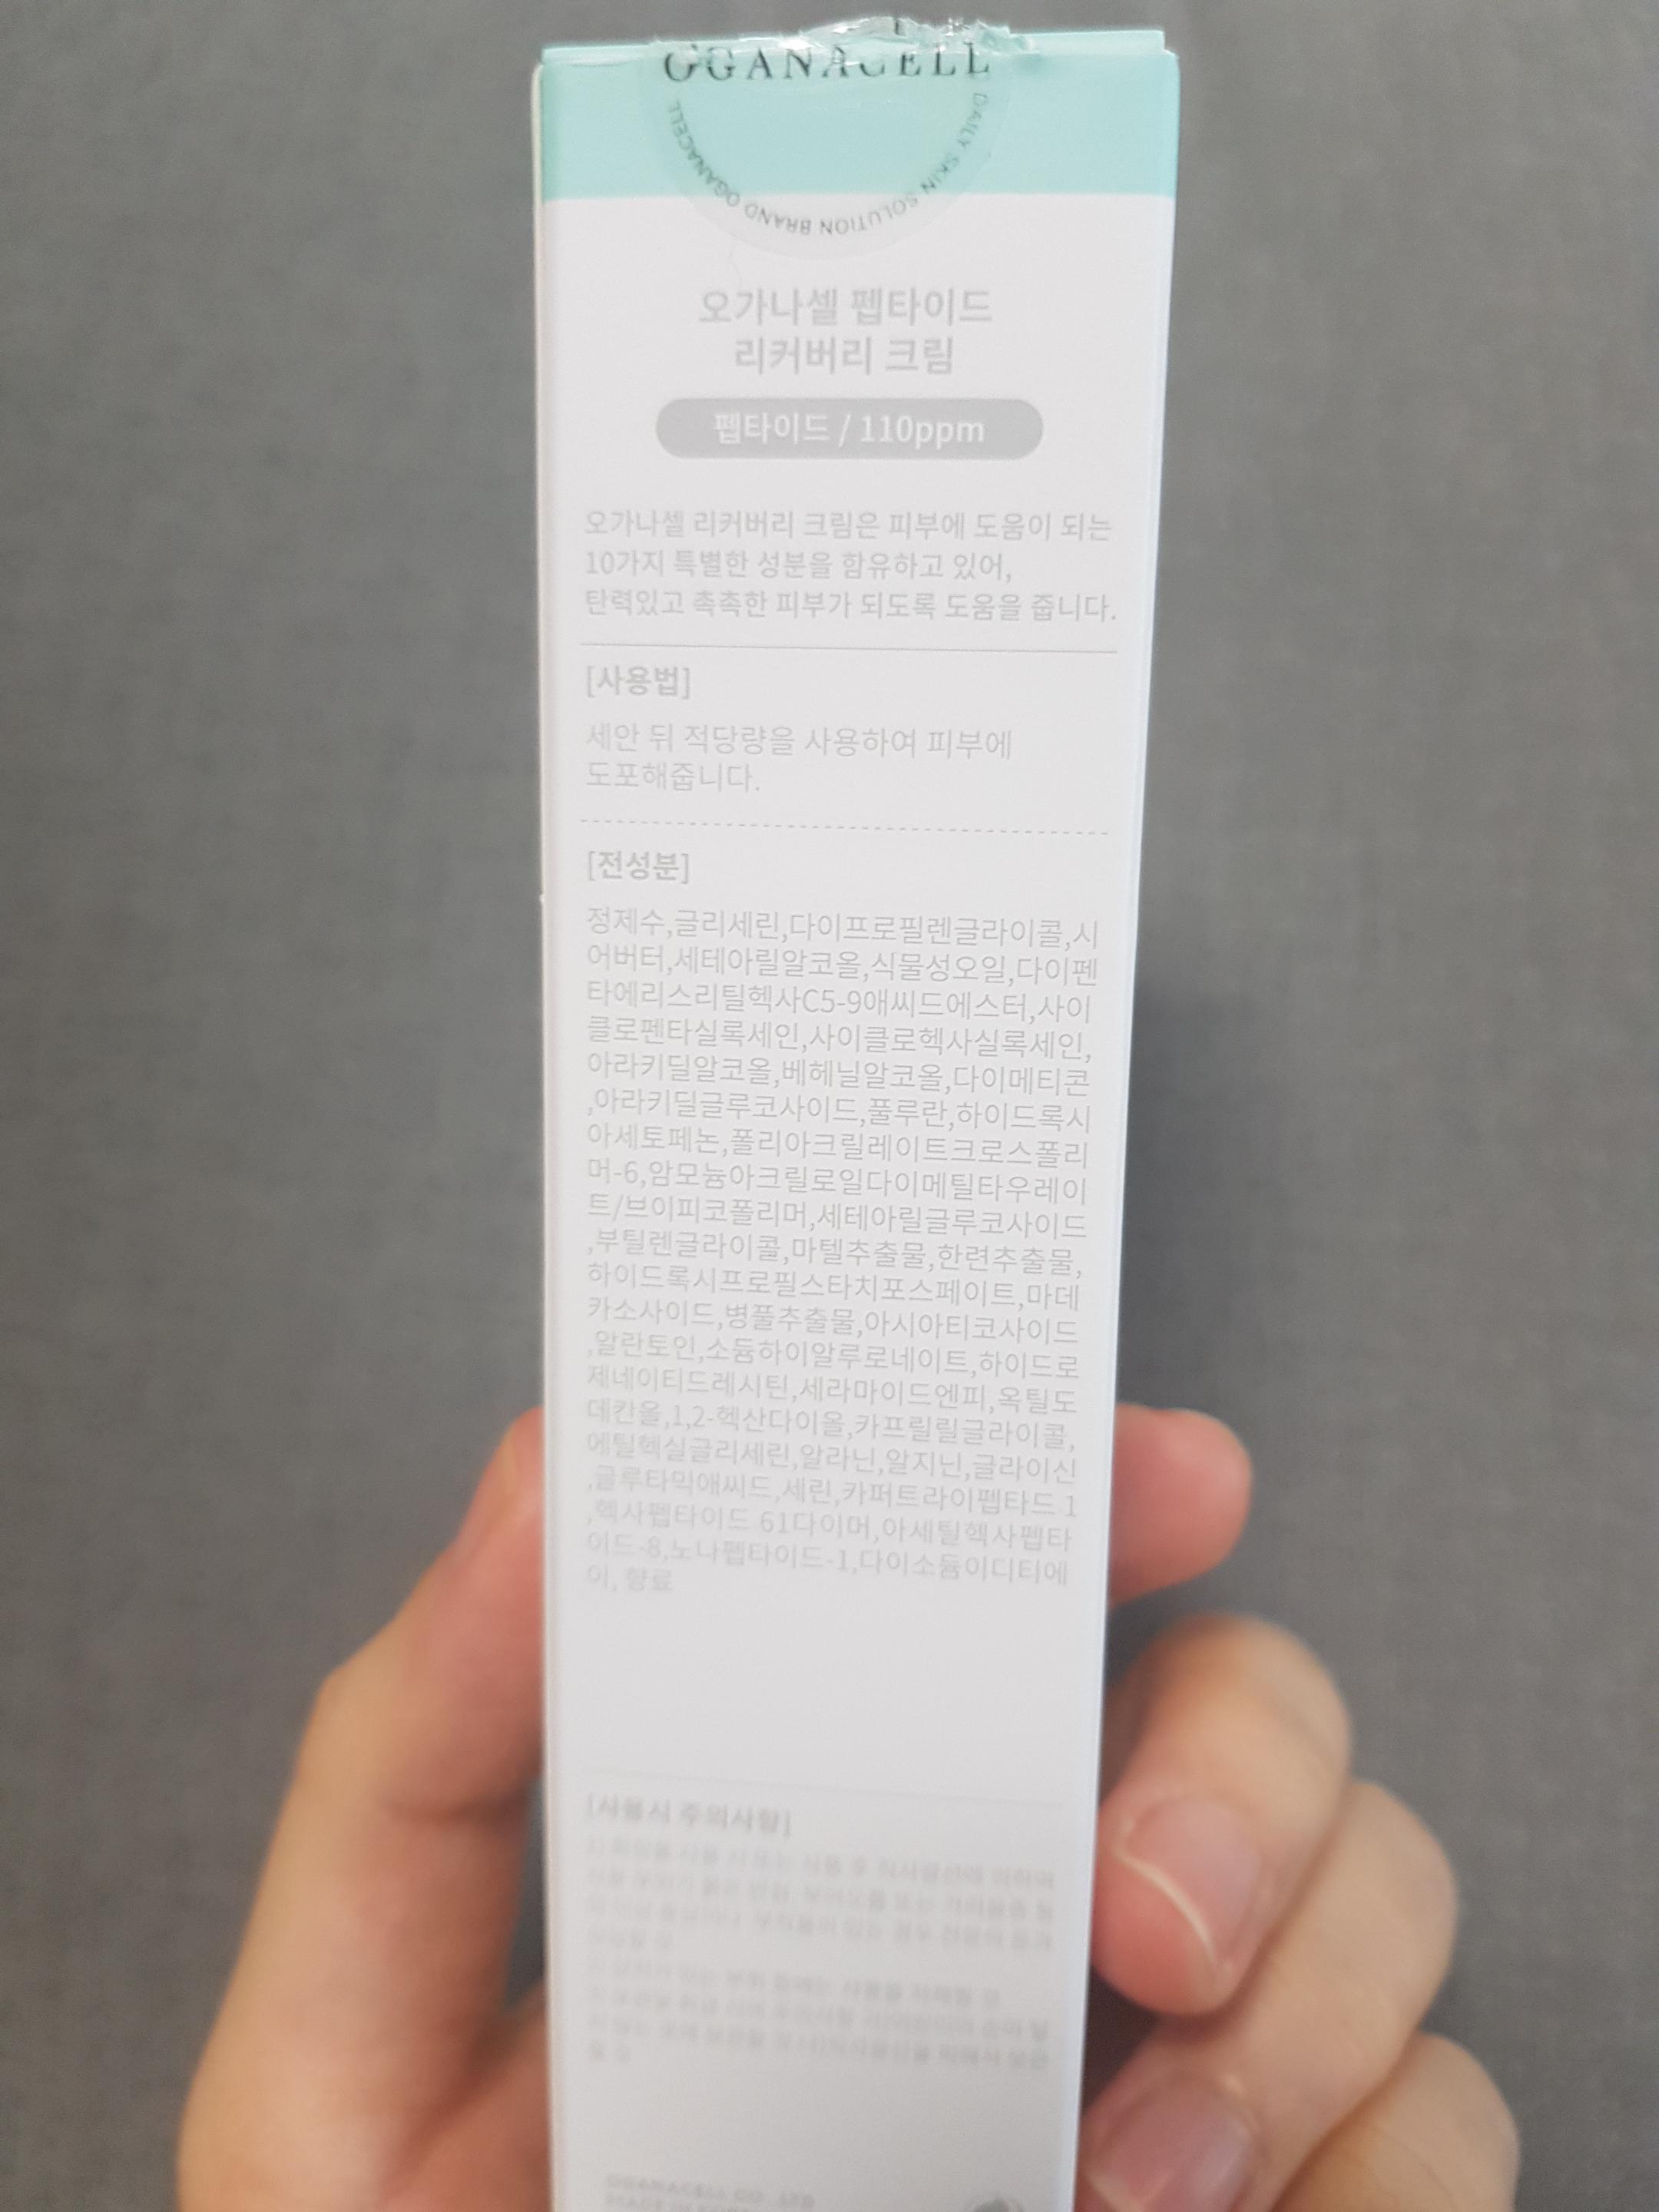 OGANACELL
DAILY SKIN SOLUTION BRAND OGANACELL
오가나셀 펩타이드
리커버리 크림
펩타이드 / 110ppm
오가나셀 리커버리 크림은 피부에 도움이 되는
10가지 특별한 성분을 함유하고 있어,
탄력있고 촉촉한 피부가 되도록 도움을 줍니다.
[사용법]
세안 뒤 적당량을 사용하여 피부에
도포해줍니다.
[전성분]
정제수,글리세린,다이프로필렌글라이콜,시
어버터,세테아릴알코올,식물성오일,다이펜
타에리스리틸헥사C5-9애씨드에스터,사이
클로펜타실록세인,사이클로헥사실록세인,
아라키딜알코올,베헤닐알코올,다이메티콘
,아라키딜글루코사이드,풀루란,하이드록시
아세토페논,폴리아크릴레이트크로스폴리
머-6,암모늄아크릴로일다이메틸타우레이
트/브이피코폴리머,세테아릴글루코사이드
,부틸렌글라이콜,마텔추출물,한련추출물,
하이드록시프로필스타치포스페이트,마데
카소사이드,병풀추출물,아시아티코사이드
,알란토인,소듐하이알루로네이트,하이드로
제네이티드레시틴,세라마이드엔피,옥틸도
데칸올,1,2-헥산다이올,카프릴릴글라이콜,
에틸헥실글리세린,알라닌,알지닌,글라이신
,글루타믹애씨드,세린,카퍼트라이펩타드 1
,헥사펩타이드 61다이머,아세틸헥사펩타
이드-8,노나펩타이드-1,다이소듐이디티에
이, 향료
[사용시 주의사항]
OGANACELL CO., LTD
MADE IN KOREA